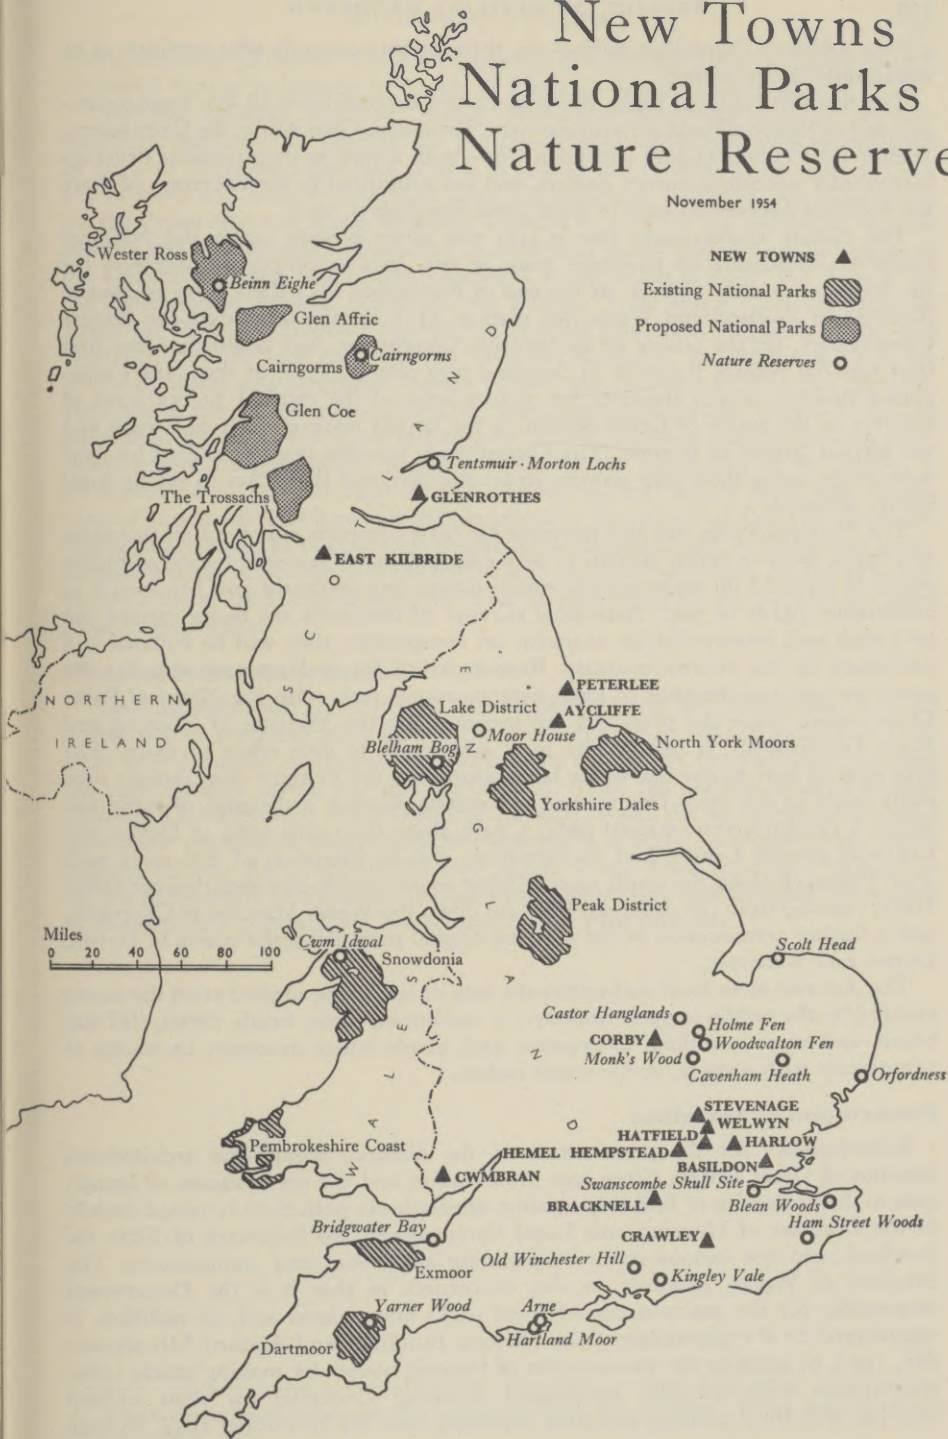 New Towns
National Parks
Nature Reserve
November 1954
NEW TOWNS
Existing National Parks
Proposed National Parks
Nature Reserves
Wester Ross
Beinn Eighe
Glen Affric
Cairngorms
Cairngorms
Glen Coe
Tentsmuir · Morton Lochs
The Trossachs
GLENROTHES
EAST KILBRIDE
SCOTLAND
NORTHERN
IRELAND
PETERLEE
AYCLIFFE
Lake District
Moor House
Blelham Bog
North York Moors
Yorkshire Dales
ENGLAND
Peak District
Miles
0 20 40 60 80 100
Cwm Idwal
Snowdonia
WALES
Scolt Head
Castor Hanglands
Holme Fen
CORBY
Woodwalton Fen
Monk's Wood
Cavenham Heath
Orfordness
STEVENAGE
WELWYN
HATFIELD
HARLOW
Pembrokeshire Coast
HEMEL HEMPSTEAD
BASILDON
CWMBRAN
Swanscombe Skull Site
BRACKNELL
Blean Woods
Ham Street Woods
Bridgwater Bay
CRAWLEY
Old Winchester Hill
Exmoor
Kingley Vale
Yarner Wood
Arne
Hartland Moor
Dartmoor